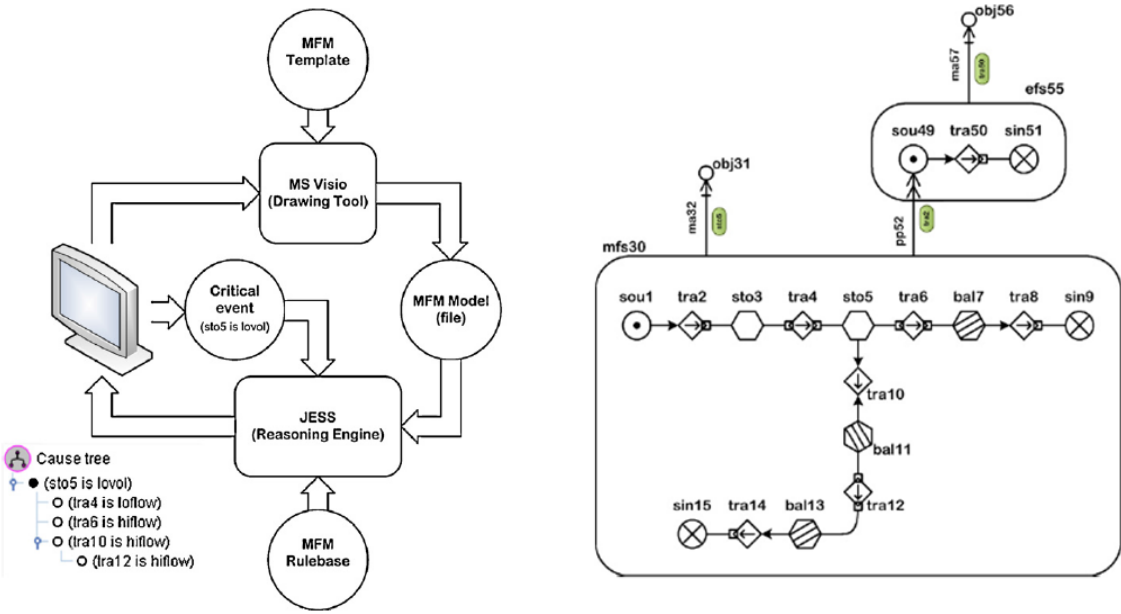 MFM
Template
MS Visio
(Drawing Tool)
Critical
event
(sto5 is lovol)
MFM Model
(file)
JESS
(Reasoning Engine)
MFM
Rulebase
Cause tree
(sto5 is lovol)
(tra4 is loflow)
(tra6 is hiflow)
(tra10 is hiflow)
(tra12 is hiflow)
obj56
ma57
tra50
efs55
sou49 tra50 sin51
obj31
ma32
sto5
pp52
tra2
mfs30
sou1 tra2 sto3 tra4 sto5 tra6 bal7 tra8 sin9
tra10
bal11
tra12
sin15 tra14 bal13